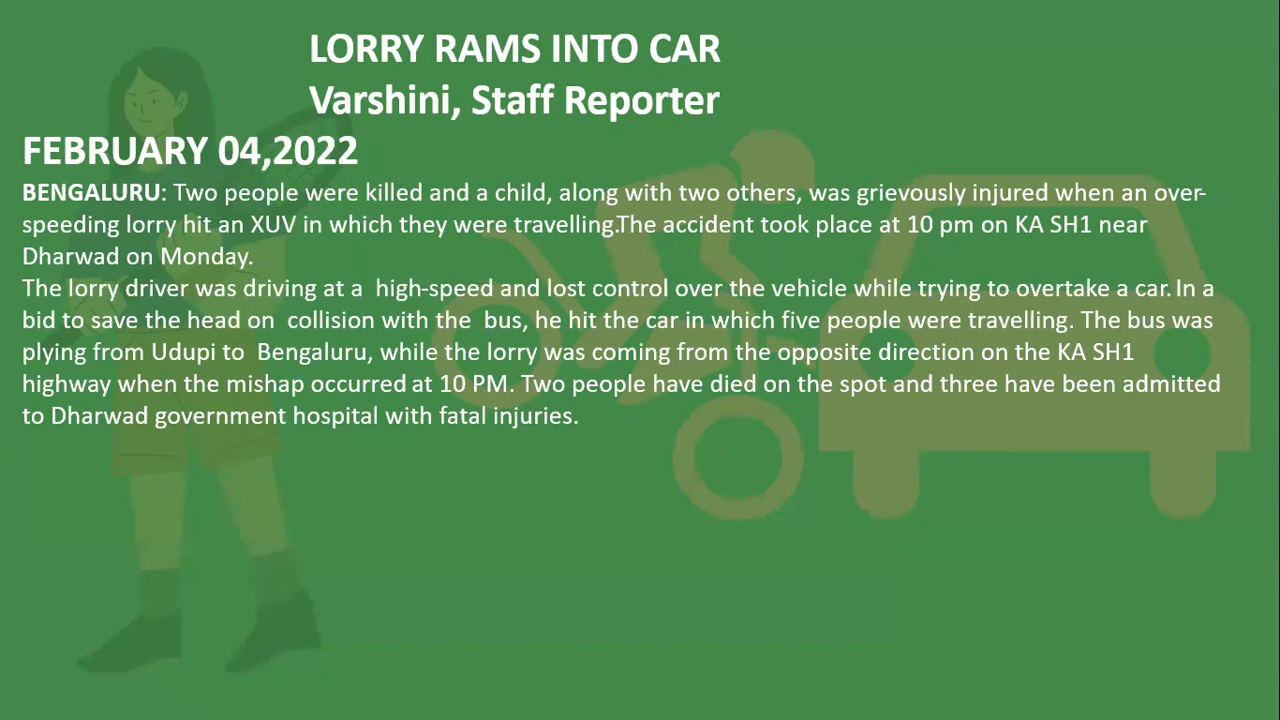 LORRY RAMS INTO CAR
Varshini, Staff Reporter
FEBRUARY 04,2022
BENGALURU: Two people were killed and a child, along with two others, was grievously injured when an over-
speeding lorry hit an XUV in which they were travelling.The accident took place at 10 pm on KA SH1 near
Dharwad on Monday.
The lorry driver was driving at a  high-speed and lost control over the vehicle while trying to overtake a car. In a
bid to save the head on  collision with the  bus, he hit the car in which five people were travelling. The bus was
plying from Udupi to  Bengaluru, while the lorry was coming from the opposite direction on the KA SH1
highway when the mishap occurred at 10 PM. Two people have died on the spot and three have been admitted
to Dharwad government hospital with fatal injuries.